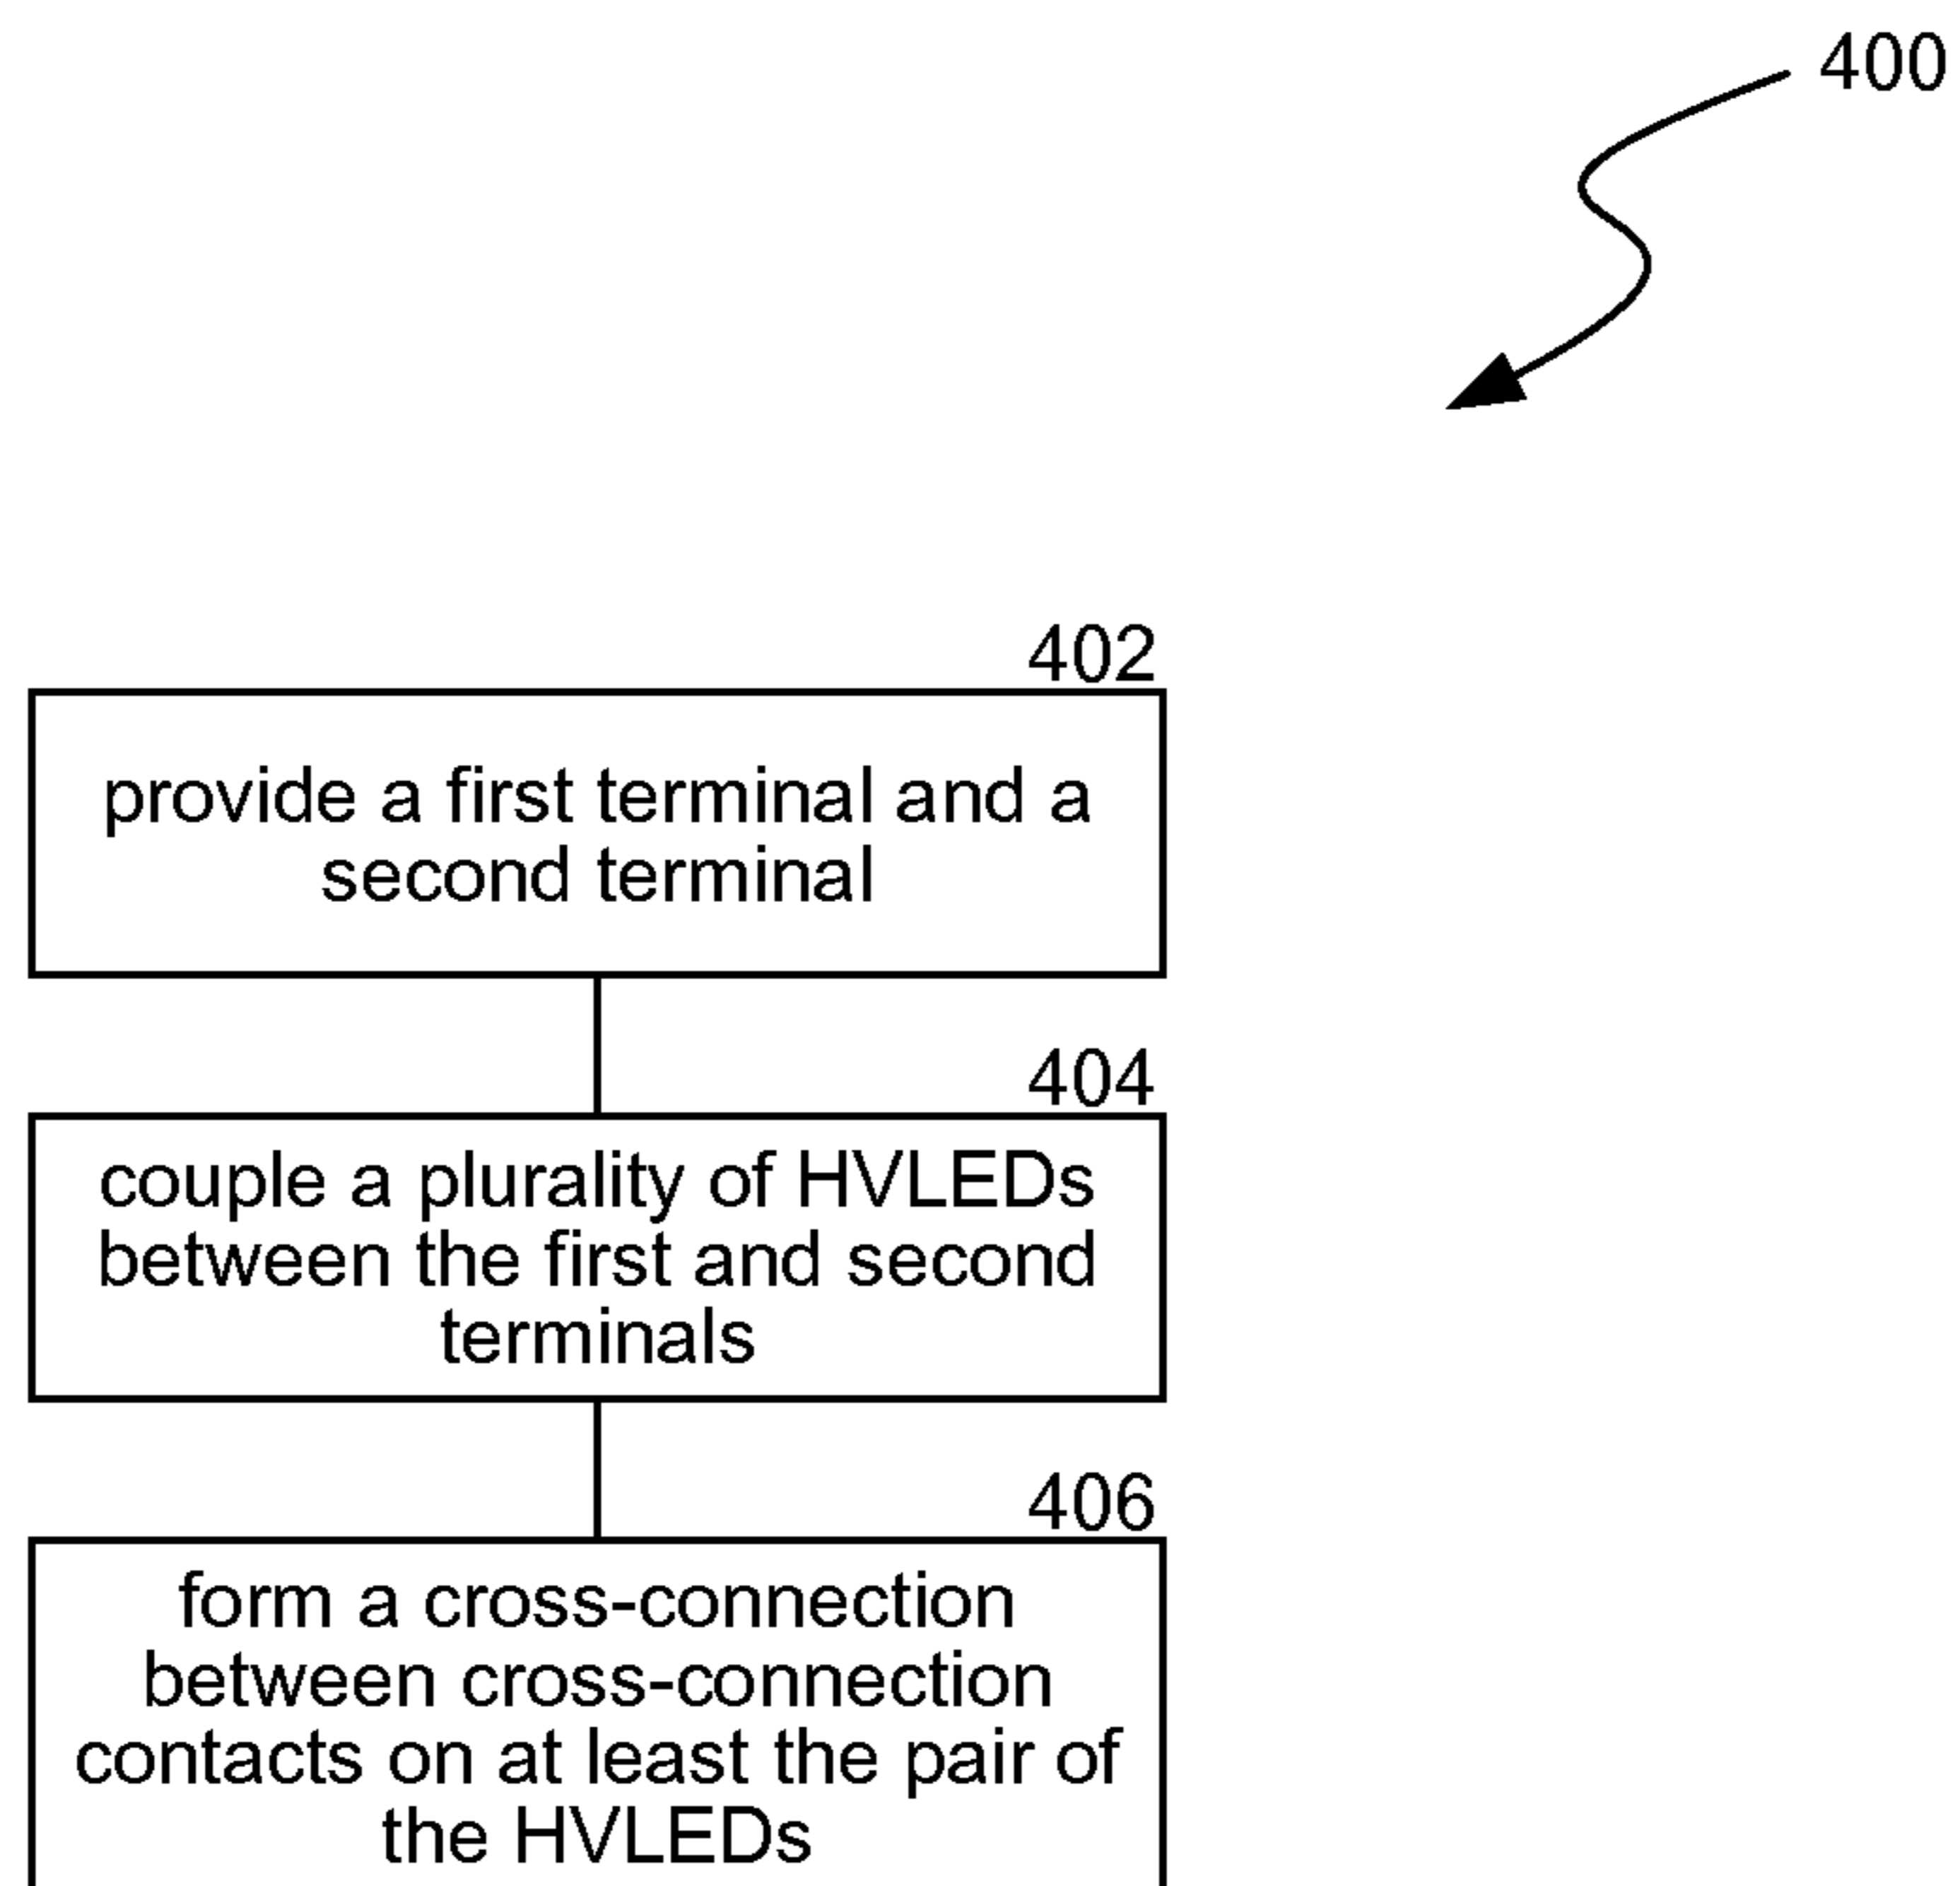 400
402
provide a first terminal and a
second terminal
404
couple a plurality of HVLEDs
between the first and second
terminals
406
form a cross-connection
between cross-connection
contacts on at least the pair of
the HVLEDs